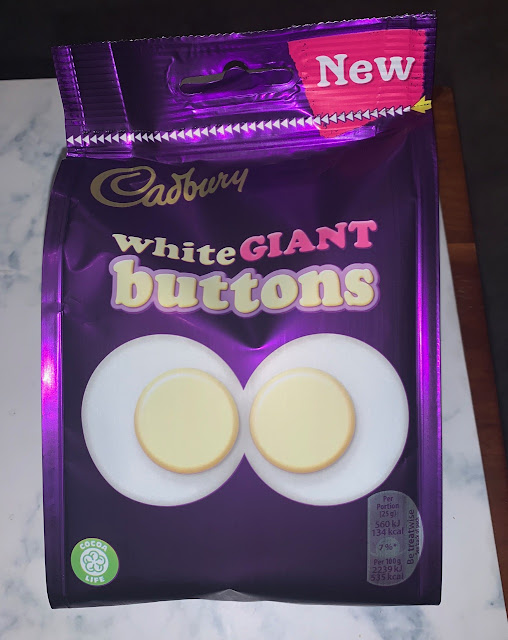 New
Cadbury
white GIANT
buttons
COCOA
LIFE
Per
Portion
(25 g)
560 kJ
134 kcal
7%*
Per 100g
2239 kJ
535 kcal
Be treatwise